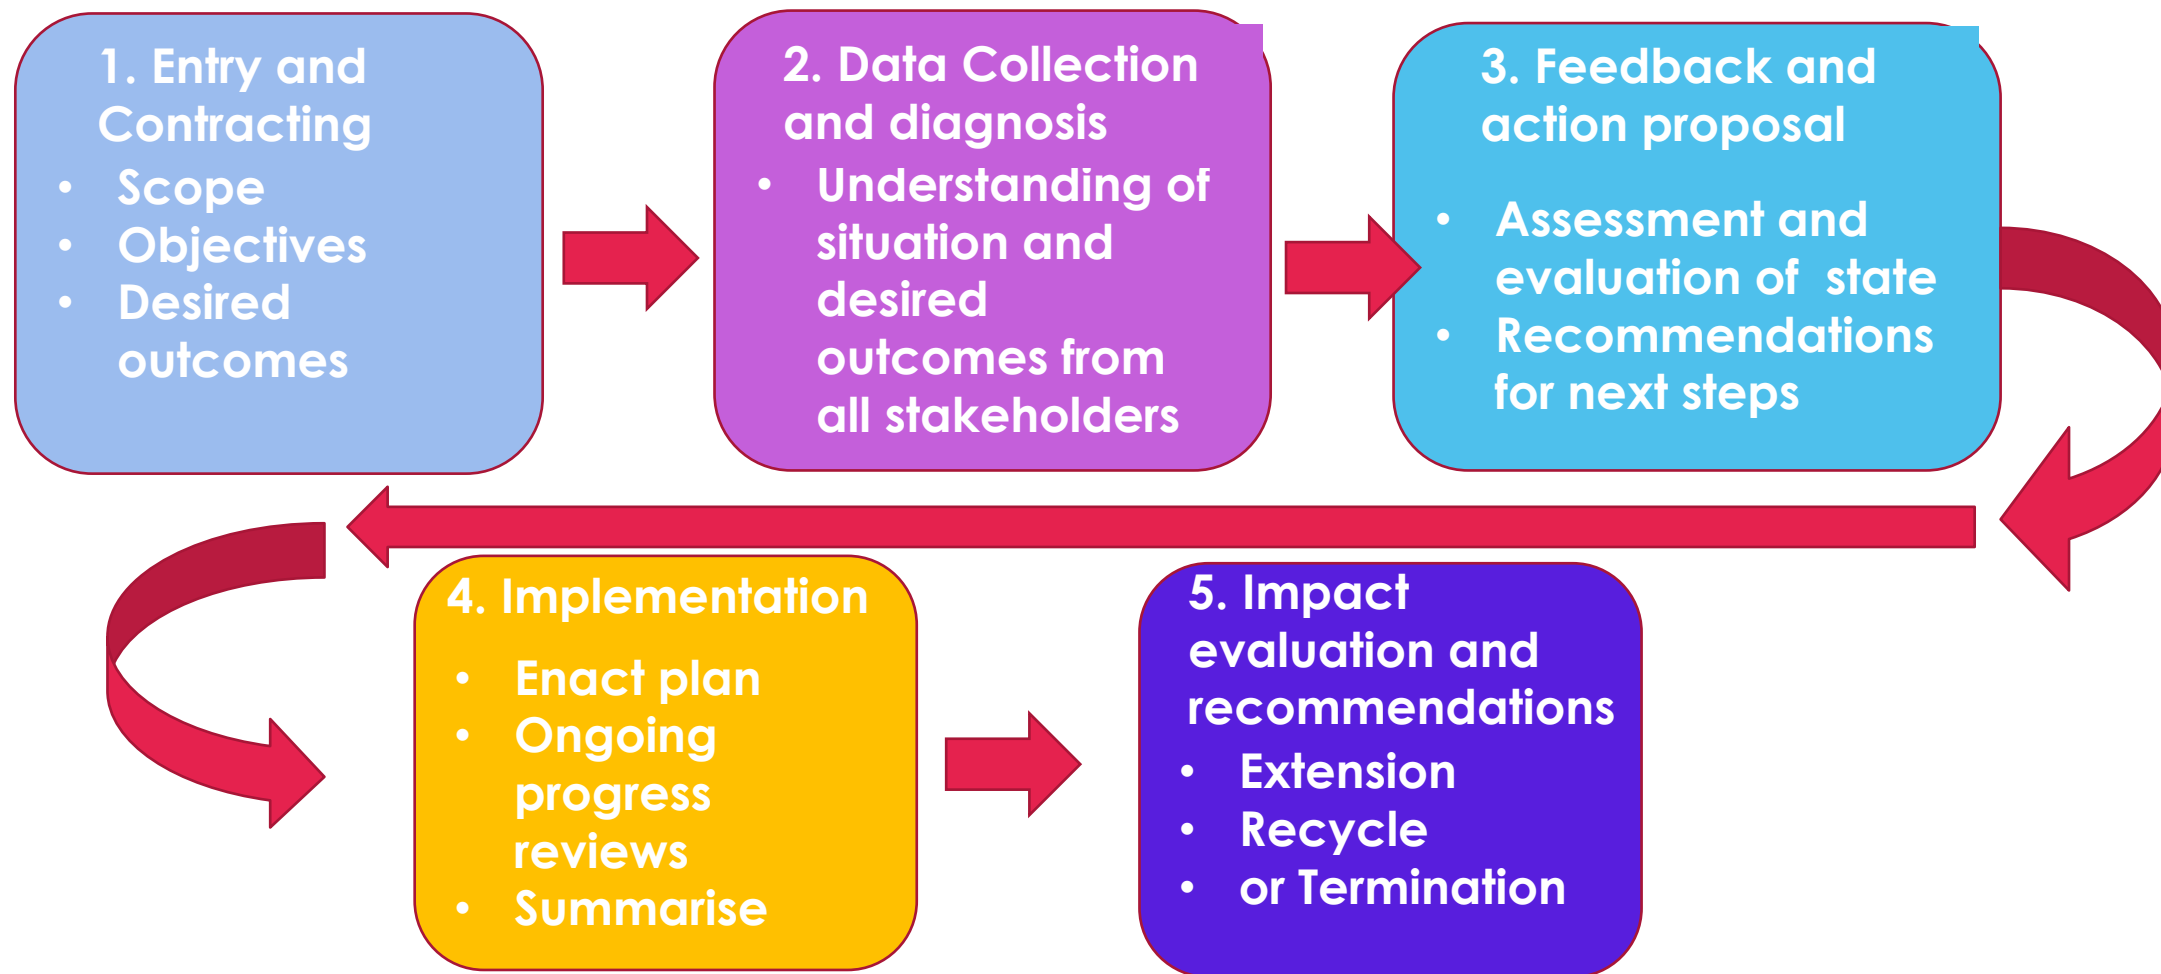 1. Entry and
Contracting
• Scope
• Objectives
• Desired
outcomes
2. Data Collection
and diagnosis
• Understanding of
situation and
desired
outcomes from
all stakeholders
3. Feedback and
action proposal
• Assessment and
evaluation of  state
• Recommendations
for next steps
4. Implementation
• Enact plan
• Ongoing
progress
reviews
• Summarise
5. Impact
evaluation and
recommendations
• Extension
• Recycle
• or Termination